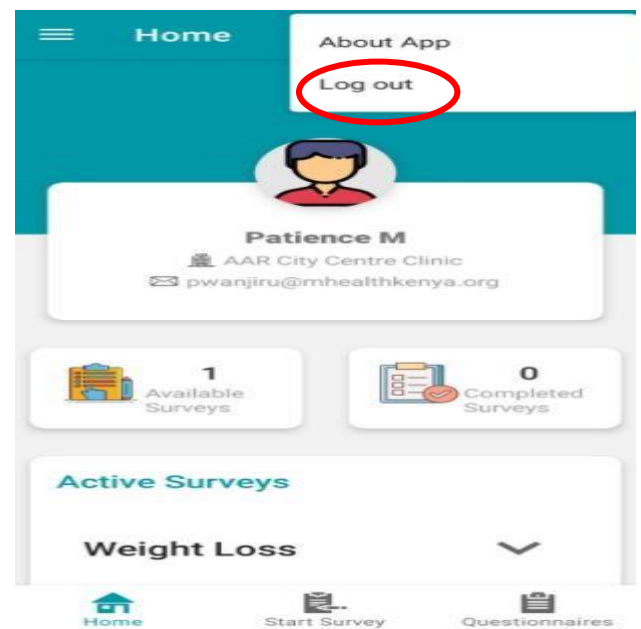 Home
About App
Log out
Patience M
AAR City Centre Clinic
pwanjiru@mhealthkenya.org
1
Available
Surveys
0
Completed
Surveys
Active Surveys
Weight Loss
Home
Start Survey
Questionnaires